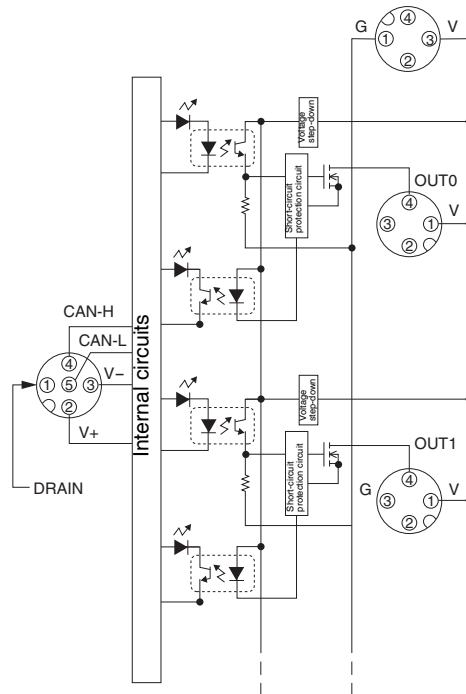 G
V
4
1
3
2
Voltage
step-down
OUT0
Short-circuit
protection circuit
4
3
1
V
2
CAN-H
CAN-L
4
1
5
3
V−
2
V+
DRAIN
Internal circuits
Voltage
step-down
OUT1
Short-circuit
protection circuit
G
4
3
1
V
2